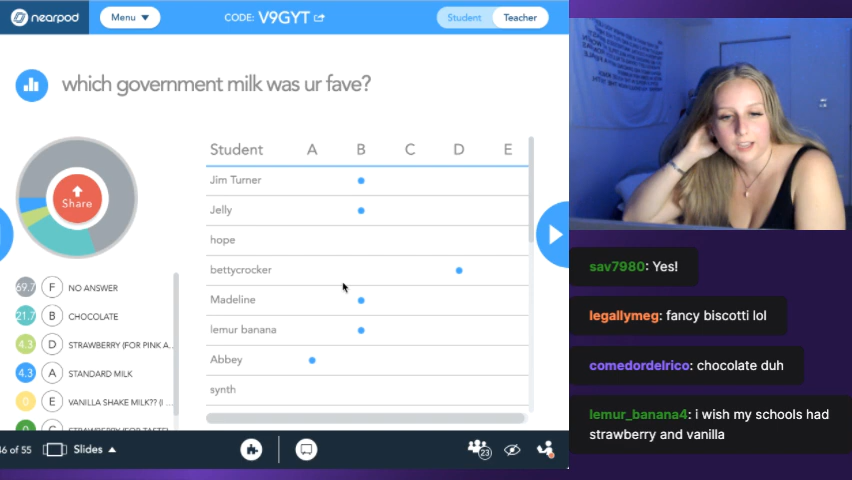 nearpod
Menu
CODE: V9GYT
Student
Teacher
which government milk was ur fave?
Share
Student A B C D E
Jim Turner
Jelly
hope
bettycrocker
Madeline
lemur banana
Abbey
synth
69.7 F NO ANSWER
21.7 B CHOCOLATE
4.3 D STRAWBERRY (FOR PINK A...
4.3 A STANDARD MILK
0 E VANILLA SHAKE MILK?? (I ...
0 C STRAWBERRY (FOR TASTE)
46 of 55
Slides
23
sav7980: Yes!
legallymeg: fancy biscotti lol
comedordelrico: chocolate duh
lemur_banana4: i wish my schools had
strawberry and vanilla